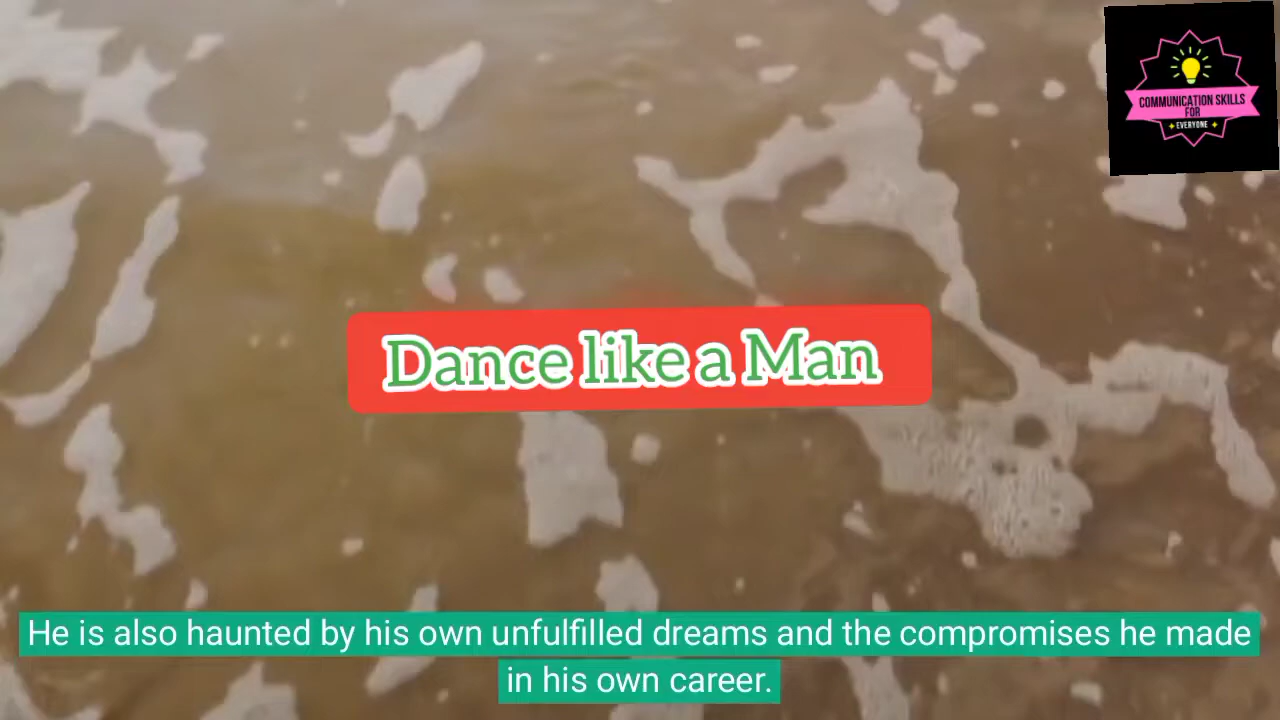 COMMUNICATION SKILLS
FOR
EVERYONE
Dance like a Man
He is also haunted by his own unfulfilled dreams and the compromises he made
in his own career.